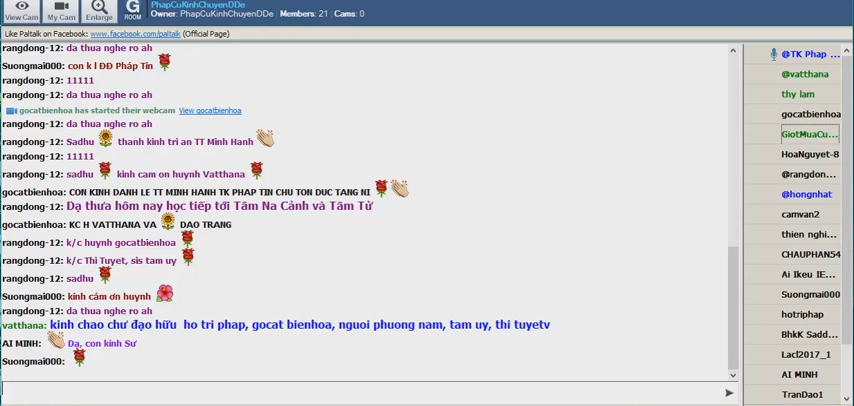 PhapCuKinhChuyenDDe
Owner: PhapCuKinhChuyenDDe | Members: 21 | Cams: 0
View Cam
My Cam
Enlarge
G
ROOM
Like Paltalk on Facebook: www.facebook.com/paltalk (Official Page)
rangdong-12: da thua nghe ro ah
Suongmai000: con k l ĐĐ Pháp Tín
rangdong-12: 11111
rangdong-12: da thua nghe ro ah
gocatbienhoa has started their webcam View gocatbienhoa
rangdong-12: da thua nghe ro ah
rangdong-12: Sadhu thanh kinh tri an TT Minh Hanh
rangdong-12: 11111
rangdong-12: sadhu kinh cam on huynh Vatthana
gocatbienhoa: CON KINH DANH LE TT MINH HANH TK PHAP TIN CHU TON DUC TANG NI
rangdong-12: Dạ thưa hôm nay học tiếp tới Tâm Na Cảnh và Tâm Tử
gocatbienhoa: KC H VATTHANA VA DAO TRANG
rangdong-12: k/c huynh gocatbienhoa
rangdong-12: k/c Thi Tuyet, sis tam uy
rangdong-12: sadhu
Suongmai000: kính cám ơn huynh
rangdong-12: da thua nghe ro ah
vatthana: kinh chao chư đạo hữu ho tri phap, gocat bienhoa, nguoi phuong nam, tam uy, thi tuyetv
AI MINH: Dạ, con kính Sư
Suongmai000:
@TK Phap ...
@vatthana
thy lam
gocatbienhoa
GiotMuaCu...
HoaNguyet-8
@rangdon...
@hongnhat
camvan2
thien nghi...
CHAUPHAN54
Ai Ikeu IE...
Suongmai000
hotriphap
BhkK Sadd...
Lacl2017_1
AI MINH
TranDao1